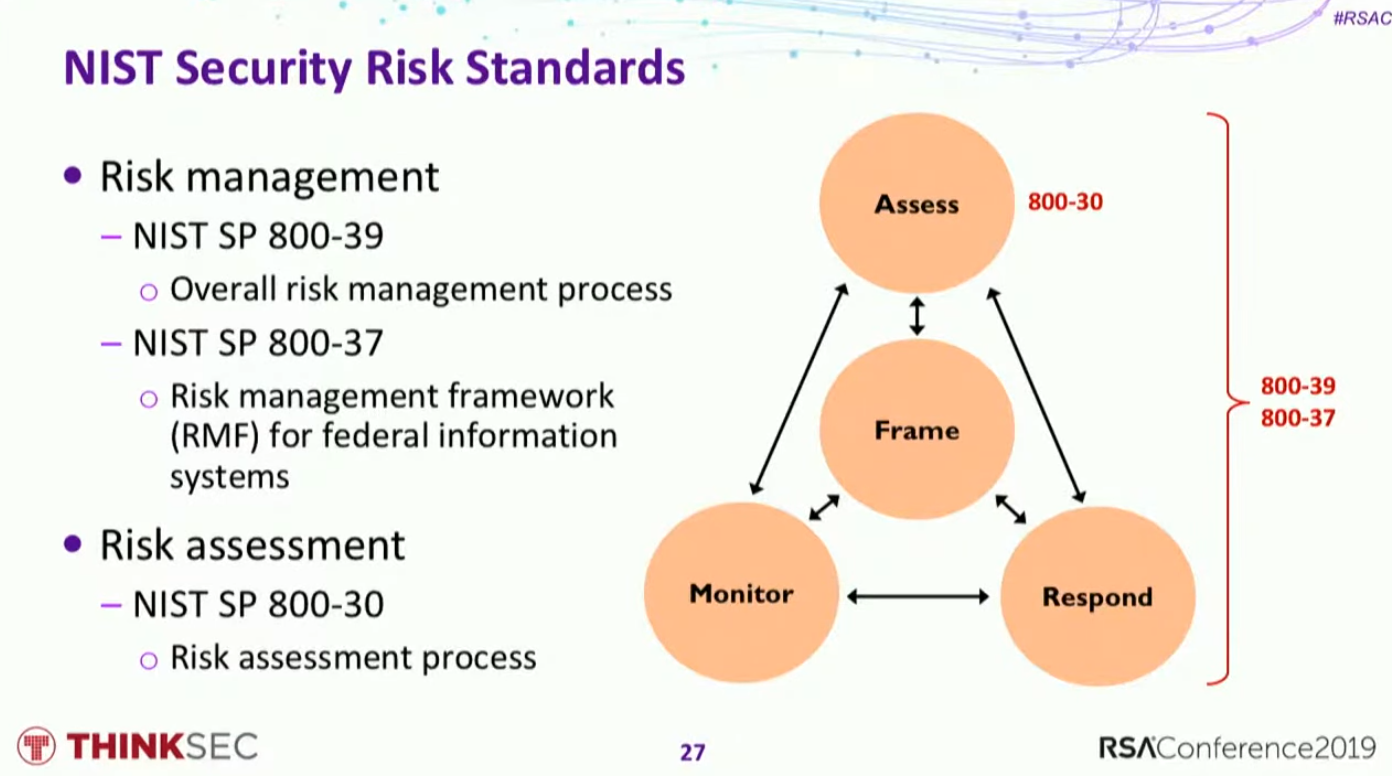 #RSAC
NIST Security Risk Standards
• Risk management
– NIST SP 800-39
○ Overall risk management process
– NIST SP 800-37
○ Risk management framework
(RMF) for federal information
systems
• Risk assessment
– NIST SP 800-30
○ Risk assessment process
Assess
800-30
Frame
Monitor
Respond
800-39
800-37
THINKSEC
27
RSAConference2019